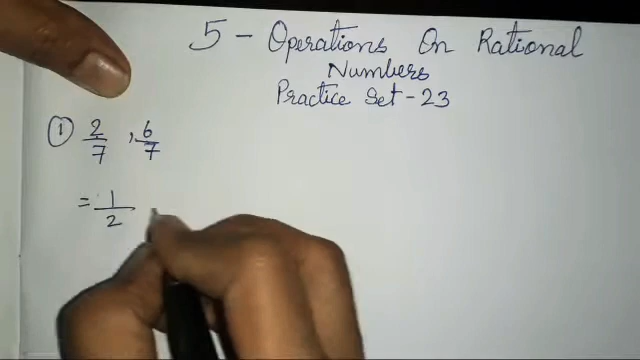 5 - Operations On Rational
Numbers
Practice Set - 23
① 2/7 , 6/7
= 1/2